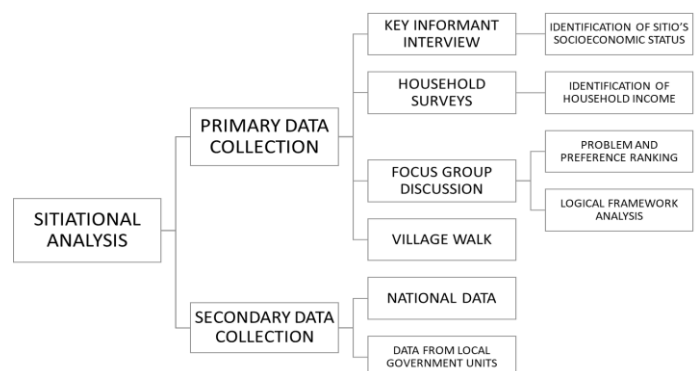 SITIATIONAL
ANALYSIS
PRIMARY DATA
COLLECTION
KEY INFORMANT
INTERVIEW
IDENTIFICATION OF SITIO'S
SOCIOECONOMIC STATUS
HOUSEHOLD
SURVEYS
IDENTIFICATION OF
HOUSEHOLD INCOME
FOCUS GROUP
DISCUSSION
PROBLEM AND
PREFERENCE RANKING
LOGICAL FRAMEWORK
ANALYSIS
VILLAGE WALK
SECONDARY DATA
COLLECTION
NATIONAL DATA
DATA FROM LOCAL
GOVERNMENT UNITS